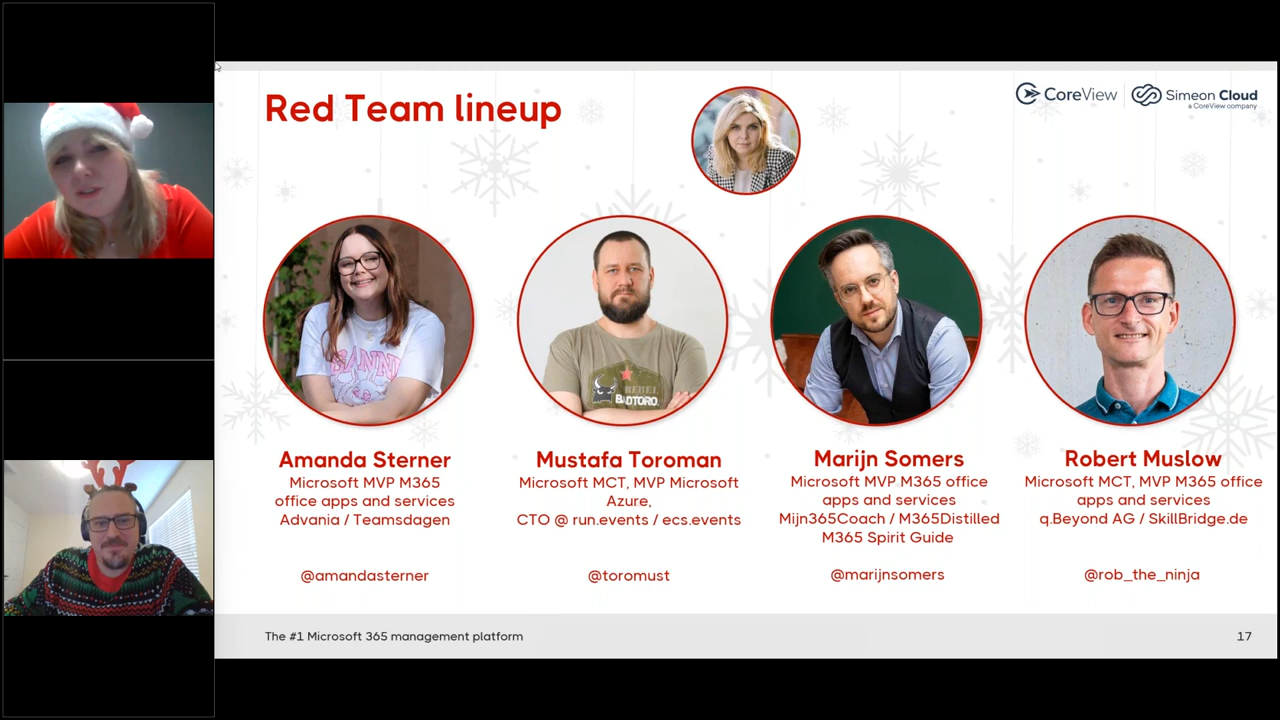 Red Team lineup
CoreView
Simeon Cloud
a CoreView company
REBEL
BADTORO.
Amanda Sterner
Microsoft MVP M365
office apps and services
Advania / Teamsdagen
@amandasterner
Mustafa Toroman
Microsoft MCT, MVP Microsoft
Azure,
CTO @ run.events / ecs.events
@toromust
Marijn Somers
Microsoft MVP M365 office
apps and services
Mijn365Coach / M365Distilled
M365 Spirit Guide
@marijnsomers
Robert Muslow
Microsoft MCT, MVP M365 office
apps and services
q.Beyond AG / SkillBridge.de
@rob_the_ninja
The #1 Microsoft 365 management platform
17